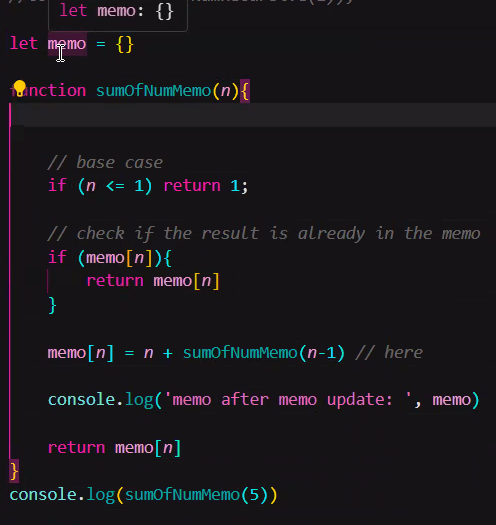 let memo: {}
let memo = {}
function sumOfNumMemo(n){
// base case
if (n <= 1) return 1;
// check if the result is already in the memo
if (memo[n]){
return memo[n]
}
memo[n] = n + sumOfNumMemo(n-1) // here
console.log('memo after memo update: ', memo)
return memo[n]
}
console.log(sumOfNumMemo(5))